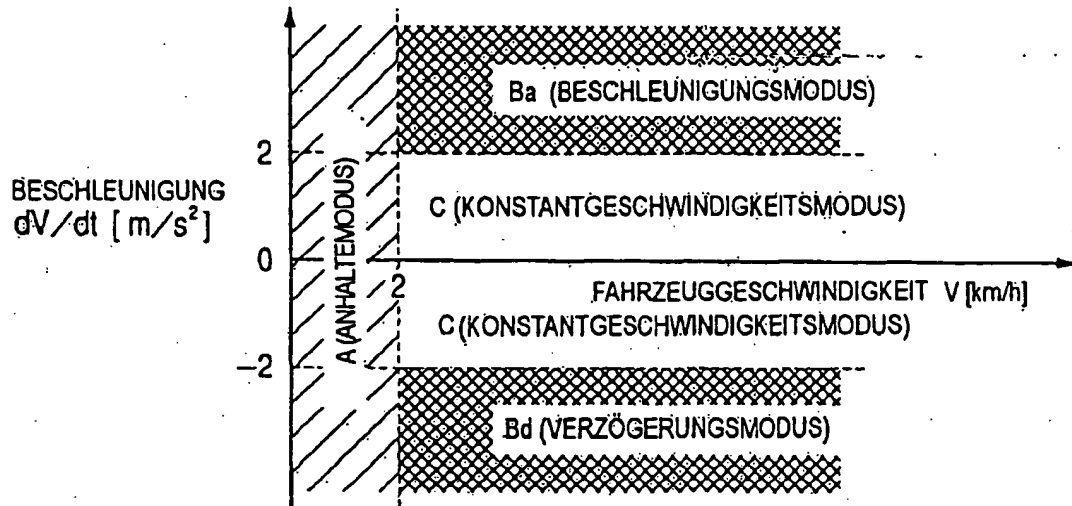 Ba (BESCHLEUNIGUNGSMODUS)
2
BESCHLEUNIGUNG
dV/dt [m/s²]
C (KONSTANTGESCHWINDIGKEITSMODUS)
A (ANHALTEMODUS)
0
2
FAHRZEUGGESCHWINDIGKEIT V [km/h]
C (KONSTANTGESCHWINDIGKEITSMODUS)
-2
Bd (VERZÖGERUNGSMODUS)